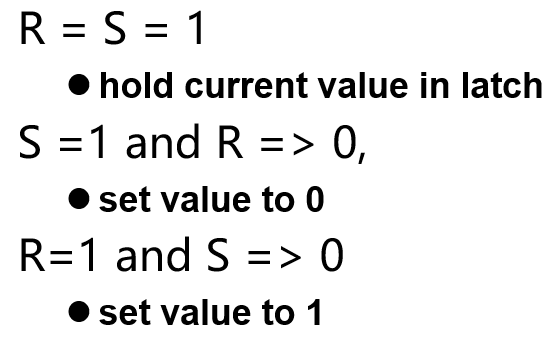 R = S = 1
● hold current value in latch
S =1 and R => 0,
● set value to 0
R=1 and S => 0
● set value to 1